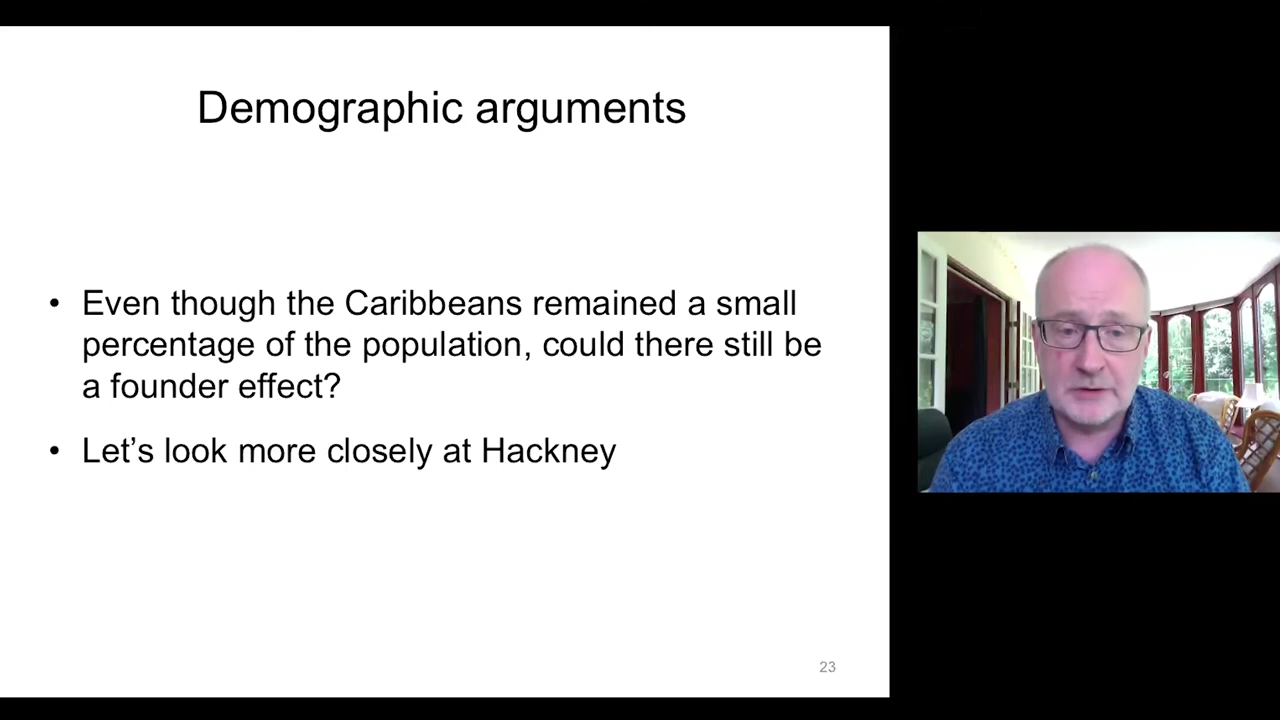 Demographic arguments
• Even though the Caribbeans remained a small
percentage of the population, could there still be
a founder effect?
• Let’s look more closely at Hackney
23